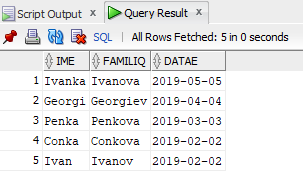 Script Output x Query Result x
SQL | All Rows Fetched: 5 in 0 seconds
IME FAMILIQ DATAE
1 Ivanka Ivanova 2019-05-05
2 Georgi Georgiev 2019-04-04
3 Penka Penkova 2019-03-03
4 Conka Conkova 2019-02-02
5 Ivan Ivanov 2019-02-02